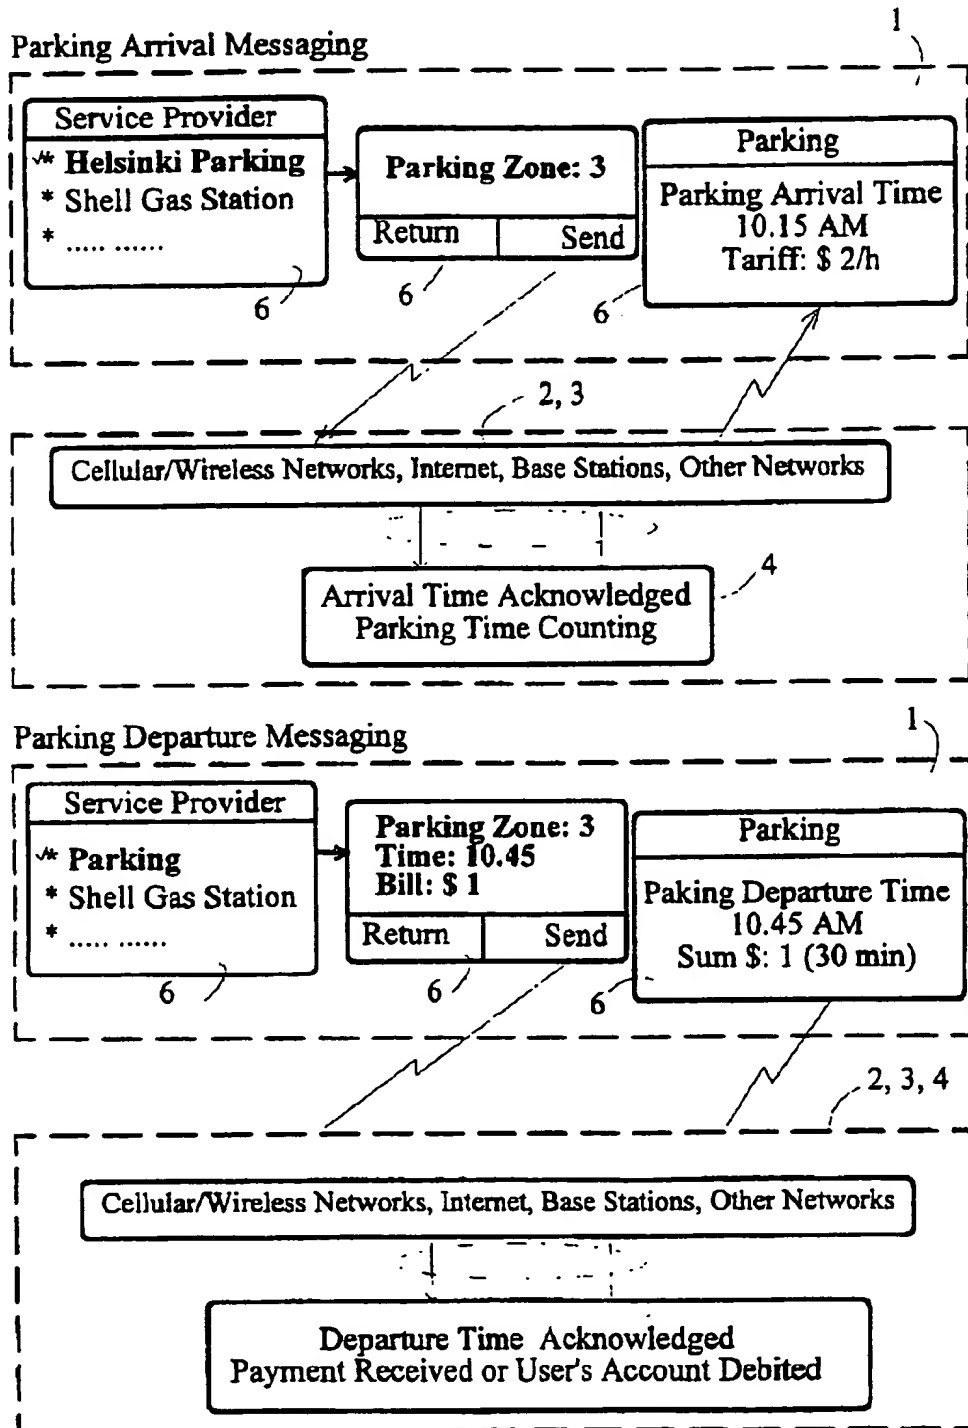 1
Parking Arrival Messaging
Service Provider
* Helsinki Parking
* Shell Gas Station
* ..... ......
6
Parking Zone: 3
Return Send
6
Parking
Parking Arrival Time
10.15 AM
Tariff: $ 2/h
6
2, 3
Cellular/Wireless Networks, Internet, Base Stations, Other Networks
4
Arrival Time Acknowledged
Parking Time Counting
Parking Departure Messaging
1
Service Provider
* Parking
* Shell Gas Station
* ..... ......
6
Parking Zone: 3
Time: 10.45
Bill: $ 1
Return Send
6
Parking
Paking Departure Time
10.45 AM
Sum $: 1 (30 min)
6
2, 3, 4
Cellular/Wireless Networks, Internet, Base Stations, Other Networks
Departure Time Acknowledged
Payment Received or User's Account Debited